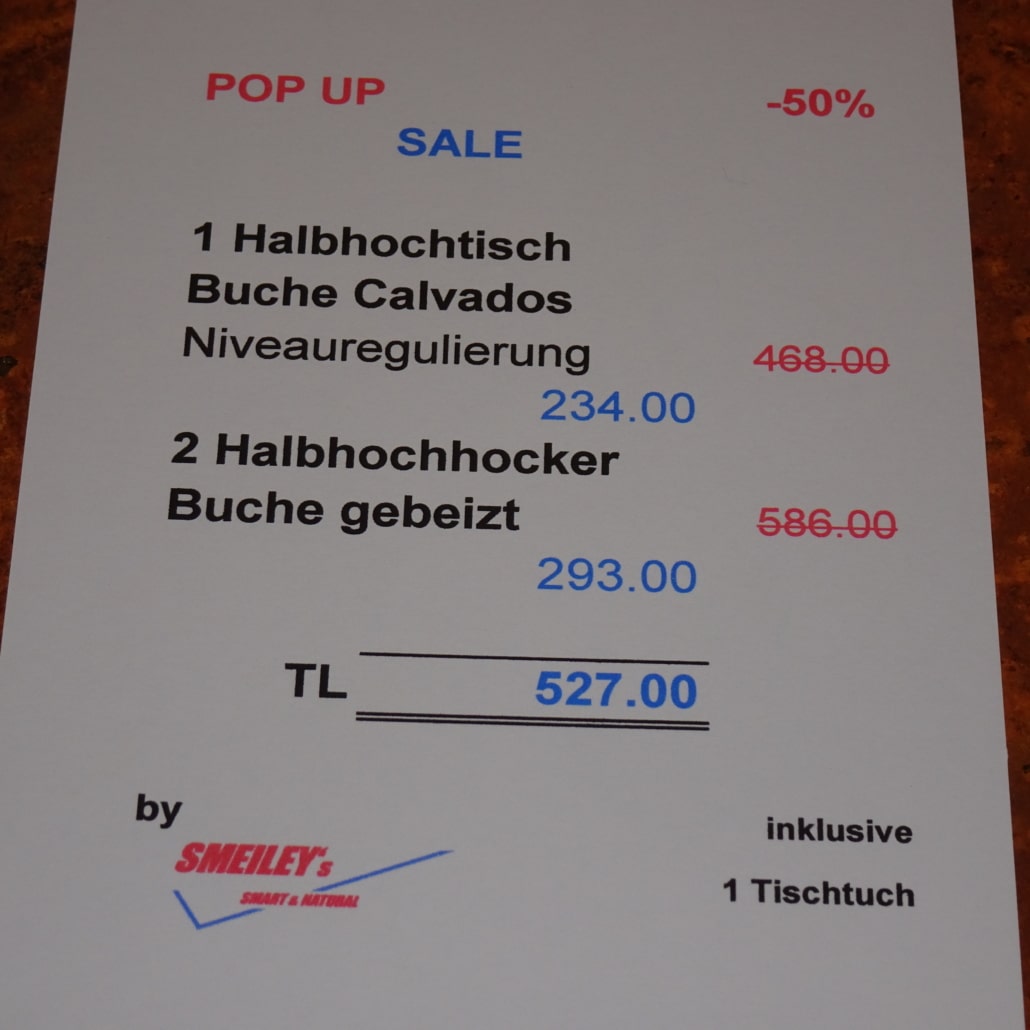 POP UP
-50%
SALE
1 Halbhochtisch
Buche Calvados
Niveauregulierung 468.00
234.00
2 Halbhochhocker
Buche gebeizt 586.00
293.00
TL 527.00
by
inklusive
SMEILEY's
SMART & NATURAL
1 Tischtuch